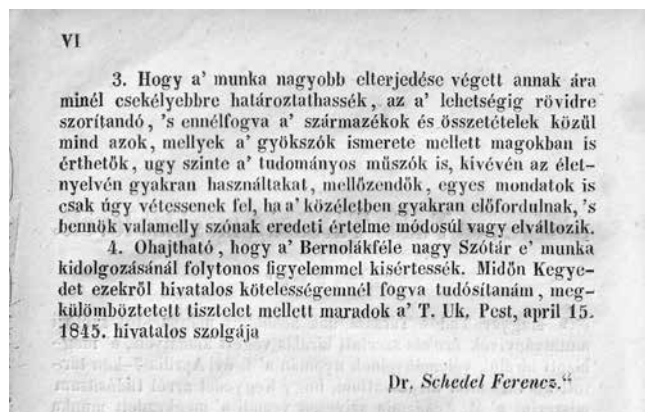 VI
3. Hogy a' munka nagyobb elterjedése végett annak ára
minél csekélyebbre határoztathassék, az a' lehetségig rövidre
szorítandó, 's ennélfogva a' származékok és összetételek közül
mind azok, mellyek a' gyökszók ismerete mellett magokban is
érthetők, ugy szinte a' tudományos műszók is, kivévén az élet-
nyelvén gyakran használtakat, mellőzendők, egyes mondatok is
csak úgy vétessenek fel, ha a' közéletben gyakran előfordulnak, 's
bennök valamelly szónak eredeti értelme módosúl vagy elváltozik.
4. Ohajtható, hogy a' Bernolákféle nagy Szótár e' munka
kidolgozásánál folytonos figyelemmel kisértessék. Midőn Kegye-
det ezekről hivatalos kötelességemnél fogva tudósítanám, meg-
külömböztetett tisztelet mellett maradok a' T. Uk. Pest, april 15.
1845. hivatalos szolgája
Dr. Schedel Ferencz.“